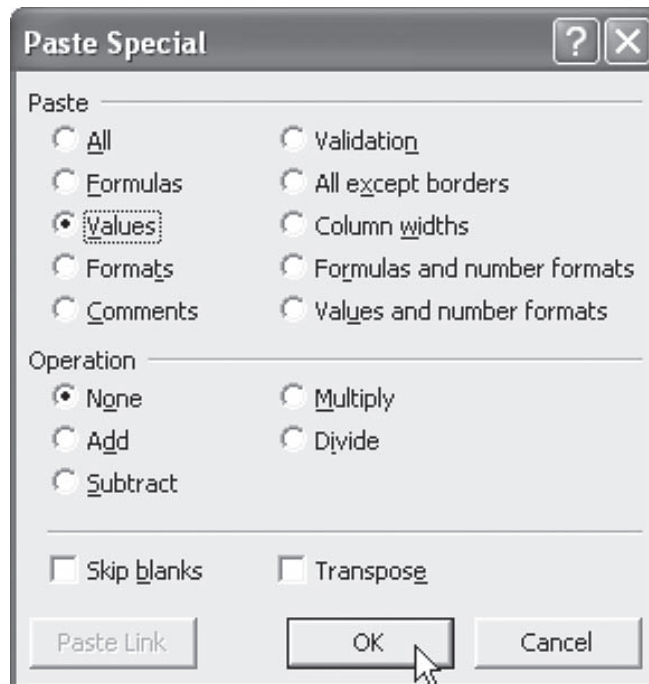 Paste Special
Paste
All
Validation
Formulas
All except borders
Values
Column widths
Formats
Formulas and number formats
Comments
Values and number formats
Operation
None
Multiply
Add
Divide
Subtract
Skip blanks
Transpose
Paste Link
OK
Cancel